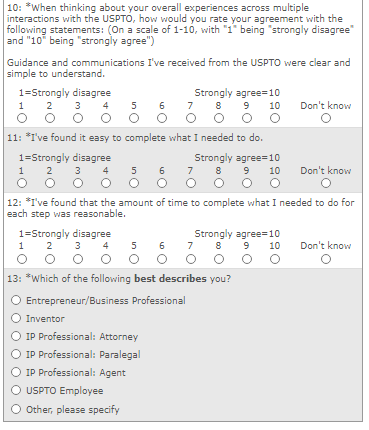 10: *When thinking about your overall experiences across multiple
interactions with the USPTO, how would you rate your agreement with the
following statements: (On a scale of 1-10, with "1" being "strongly disagree"
and "10" being "strongly agree")
Guidance and communications I've received from the USPTO were clear and
simple to understand.
1=Strongly disagree Strongly agree=10
1 2 3 4 5 6 7 8 9 10 Don't know
11: *I've found it easy to complete what I needed to do.
1=Strongly disagree Strongly agree=10
1 2 3 4 5 6 7 8 9 10 Don't know
12: *I've found that the amount of time to complete what I needed to do for
each step was reasonable.
1=Strongly disagree Strongly agree=10
1 2 3 4 5 6 7 8 9 10 Don't know
13: *Which of the following best describes you?
Entrepreneur/Business Professional
Inventor
IP Professional: Attorney
IP Professional: Paralegal
IP Professional: Agent
USPTO Employee
Other, please specify